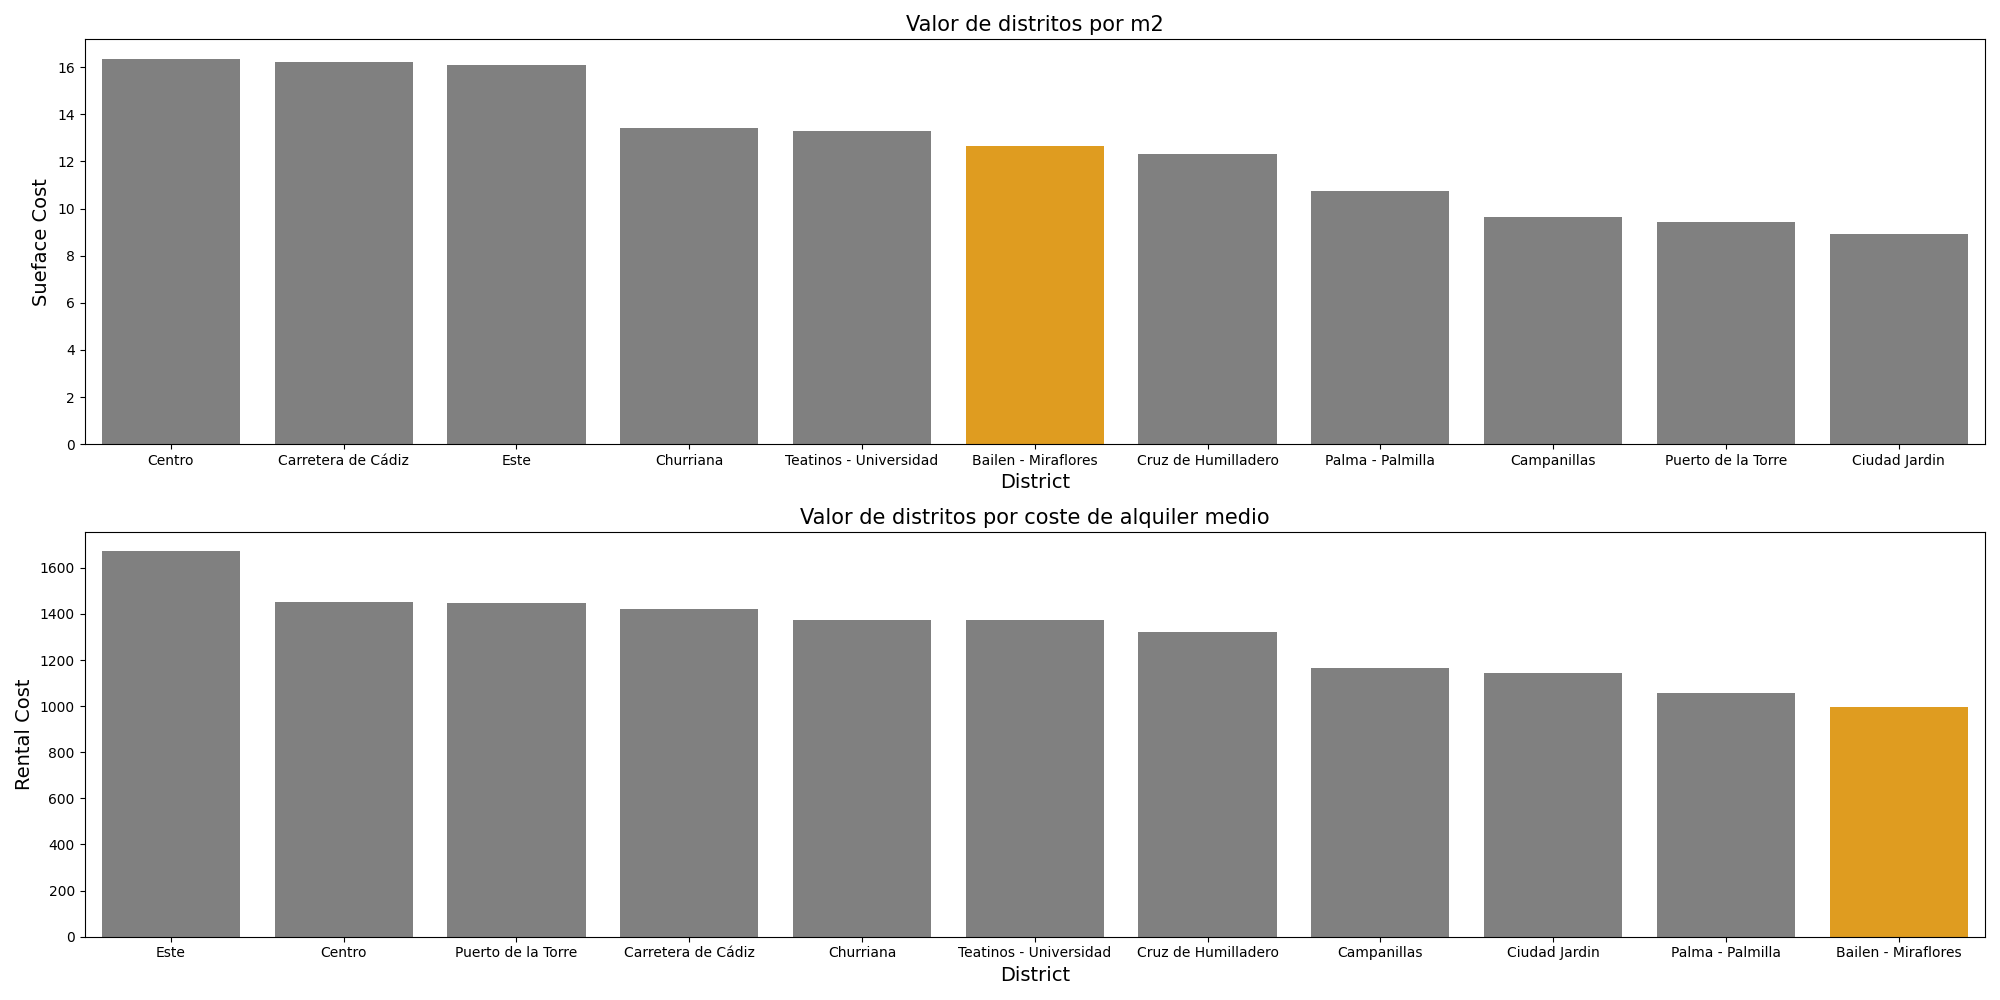 Valor de distritos por m2
Sueface Cost
16
14
12
10
8
6
4
2
0
Centro
Carretera de Cádiz
Este
Churriana
Teatinos - Universidad
Bailen - Miraflores
Cruz de Humilladero
Palma - Palmilla
Campanillas
Puerto de la Torre
Ciudad Jardin
District
Valor de distritos por coste de alquiler medio
Rental Cost
1600
1400
1200
1000
800
600
400
200
0
Este
Centro
Puerto de la Torre
Carretera de Cádiz
Churriana
Teatinos - Universidad
Cruz de Humilladero
Campanillas
Ciudad Jardin
Palma - Palmilla
Bailen - Miraflores
District